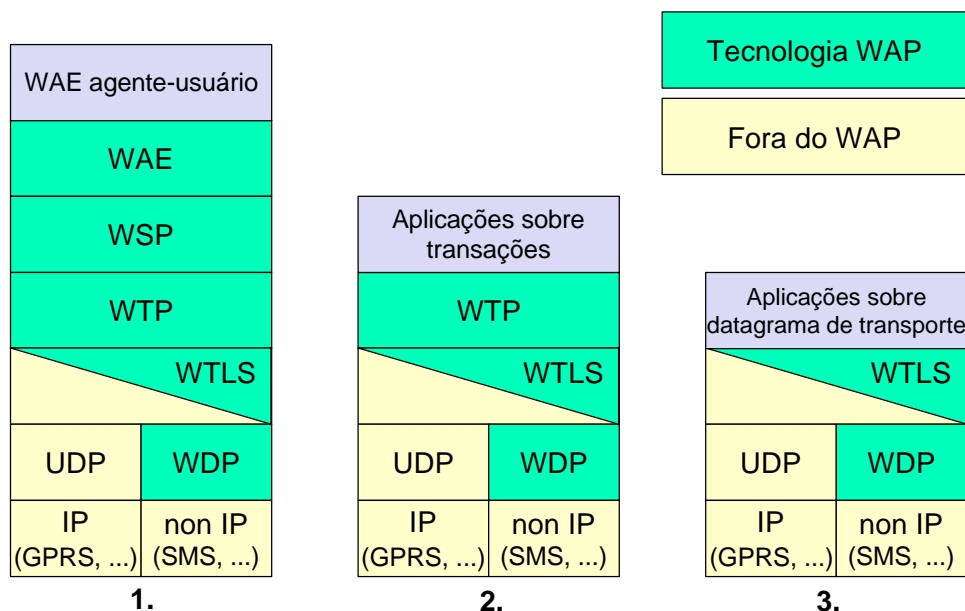 WAE agente-usuário
WAE
WSP
WTP
WTLS
UDP
WDP
IP
(GPRS, ...)
non IP
(SMS, ...)
1.
Aplicações sobre
transações
WTP
WTLS
UDP
WDP
IP
(GPRS, ...)
non IP
(SMS, ...)
2.
Tecnologia WAP
Fora do WAP
Aplicações sobre
datagrama de transporte
WTLS
UDP
WDP
IP
(GPRS, ...)
non IP
(SMS, ...)
3.